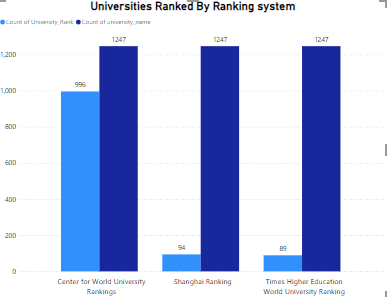 Universities Ranked By Ranking system
Count of University_Rank Count of university_name
1,200
1,000
800
600
400
200
0
996
1247
94
1247
89
1247
Center for World University
Rankings
Shanghai Ranking
Times Higher Education
World University Ranking